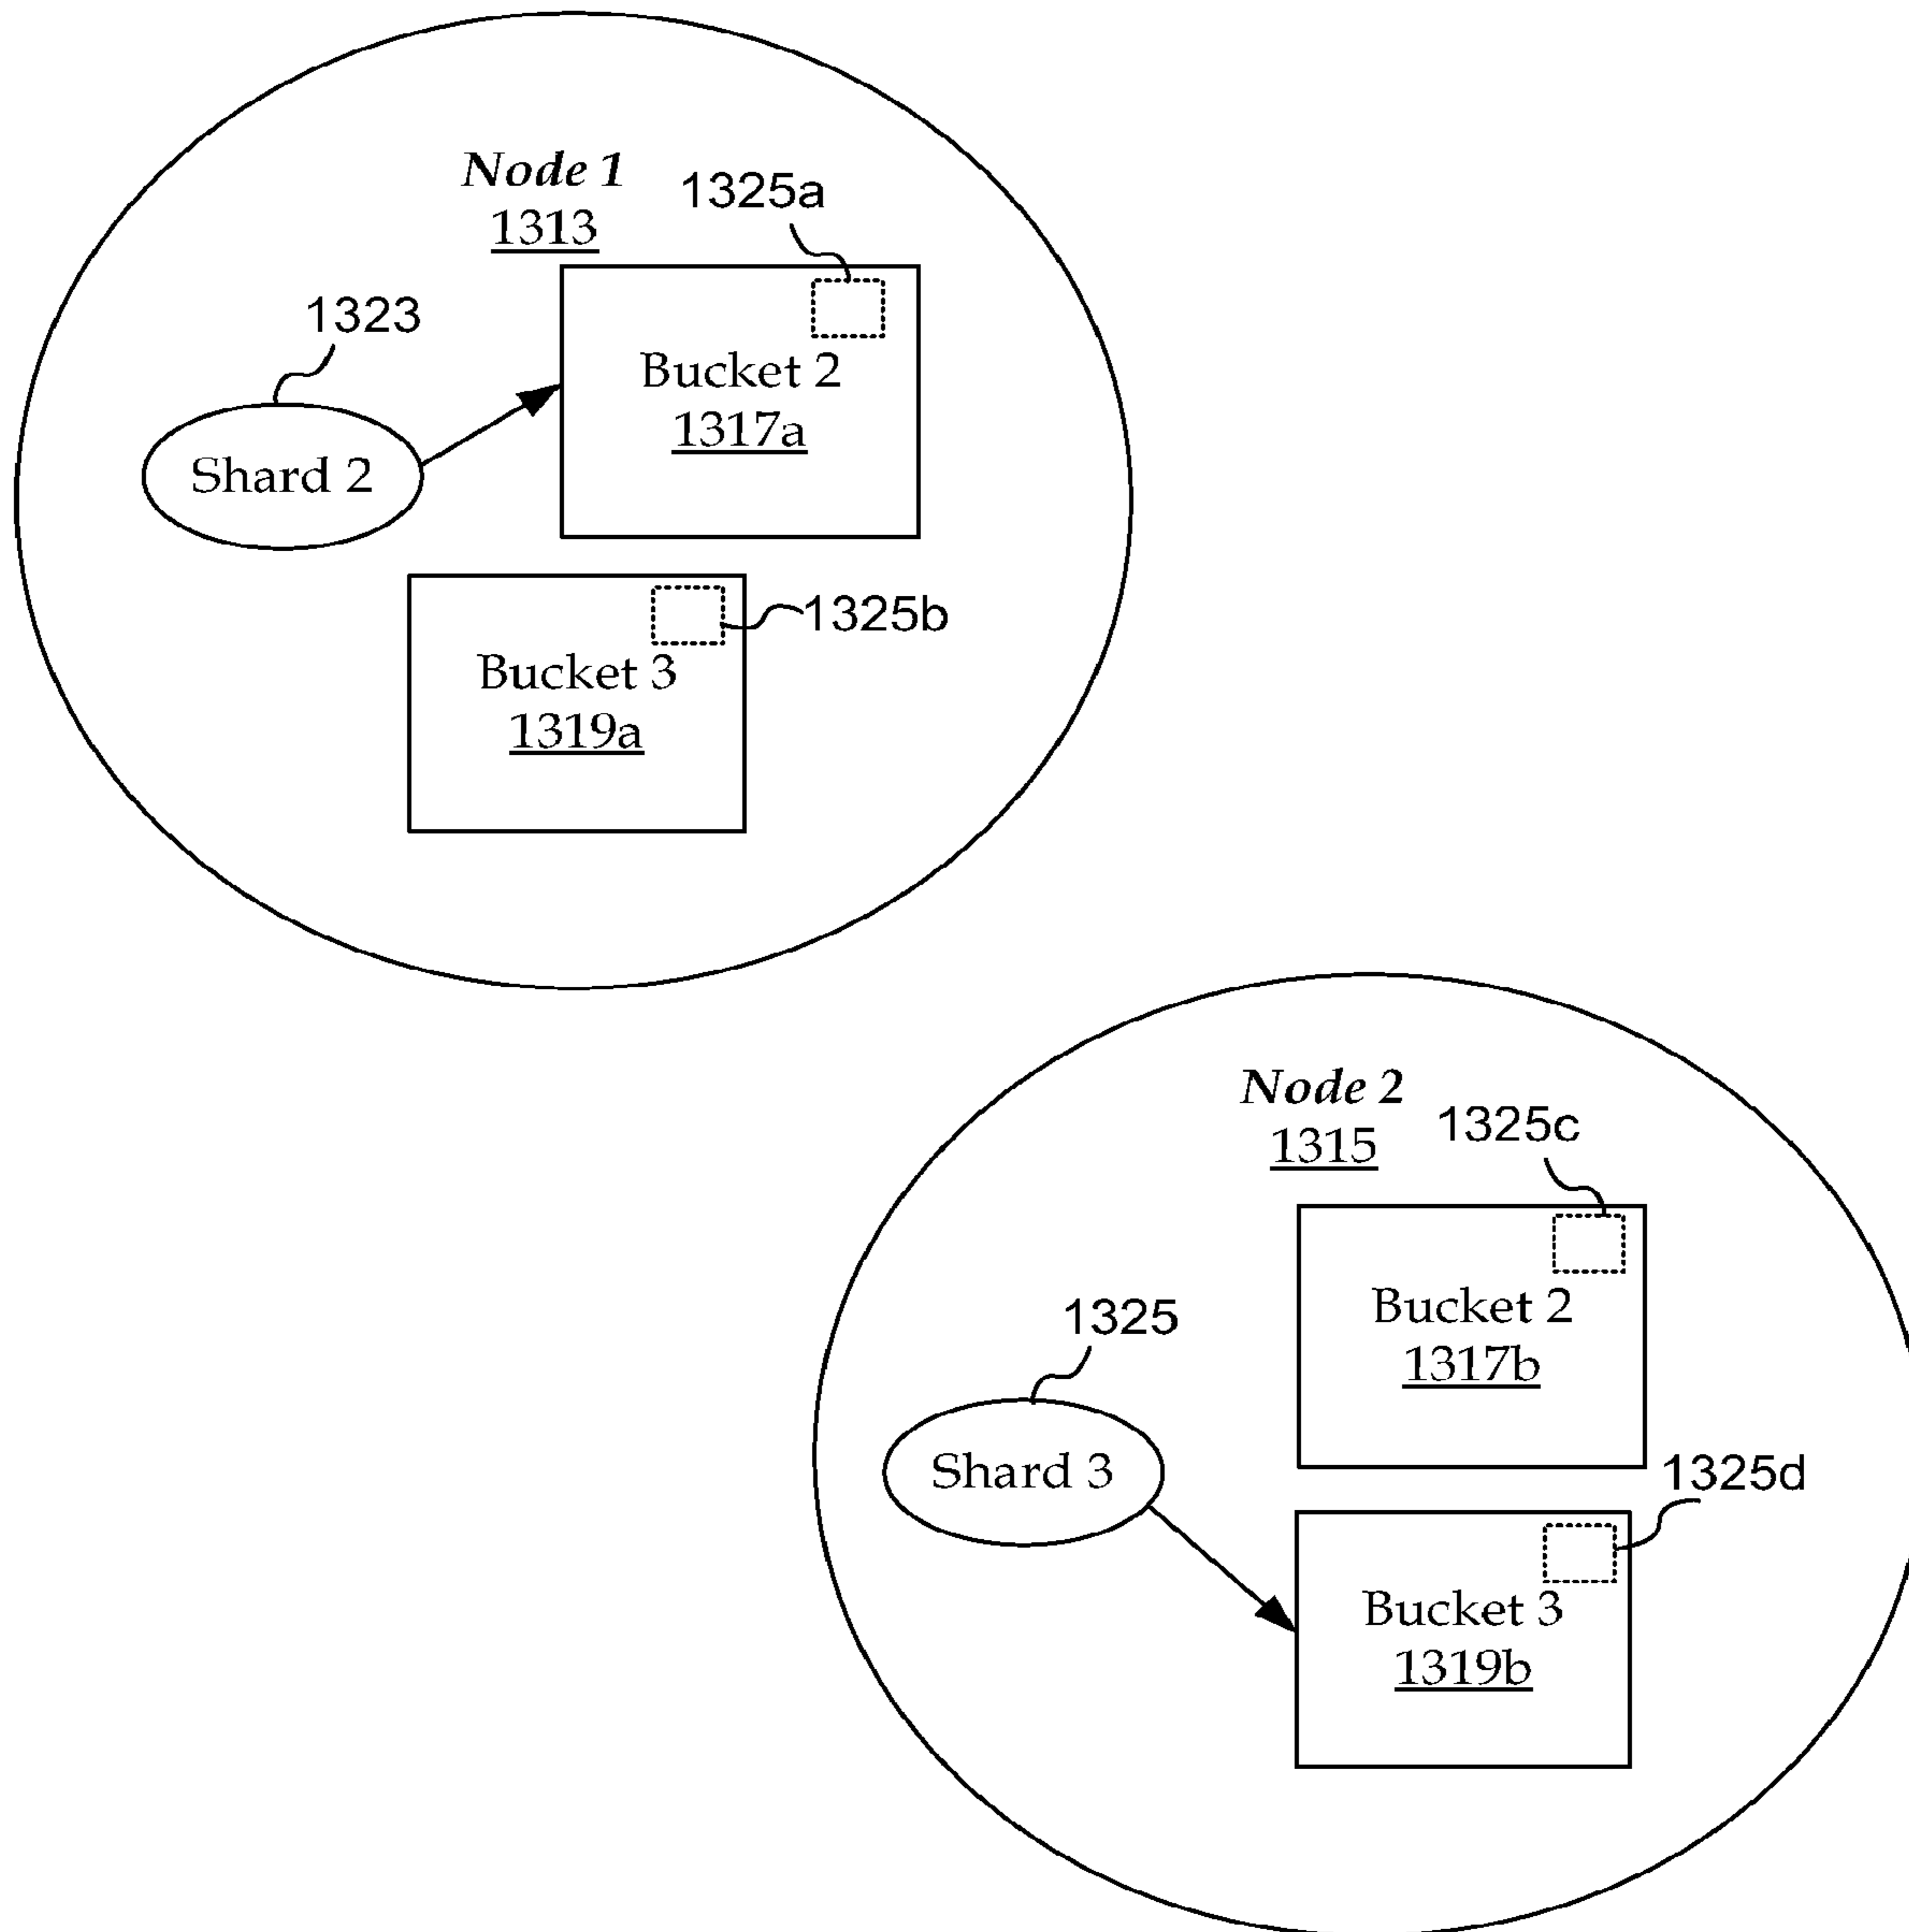 Node 1
1313
1325a
1323
Bucket 2
1317a
Shard 2
1325b
Bucket 3
1319a
Node 2
1315
1325c
1325
Bucket 2
1317b
Shard 3
1325d
Bucket 3
1319b